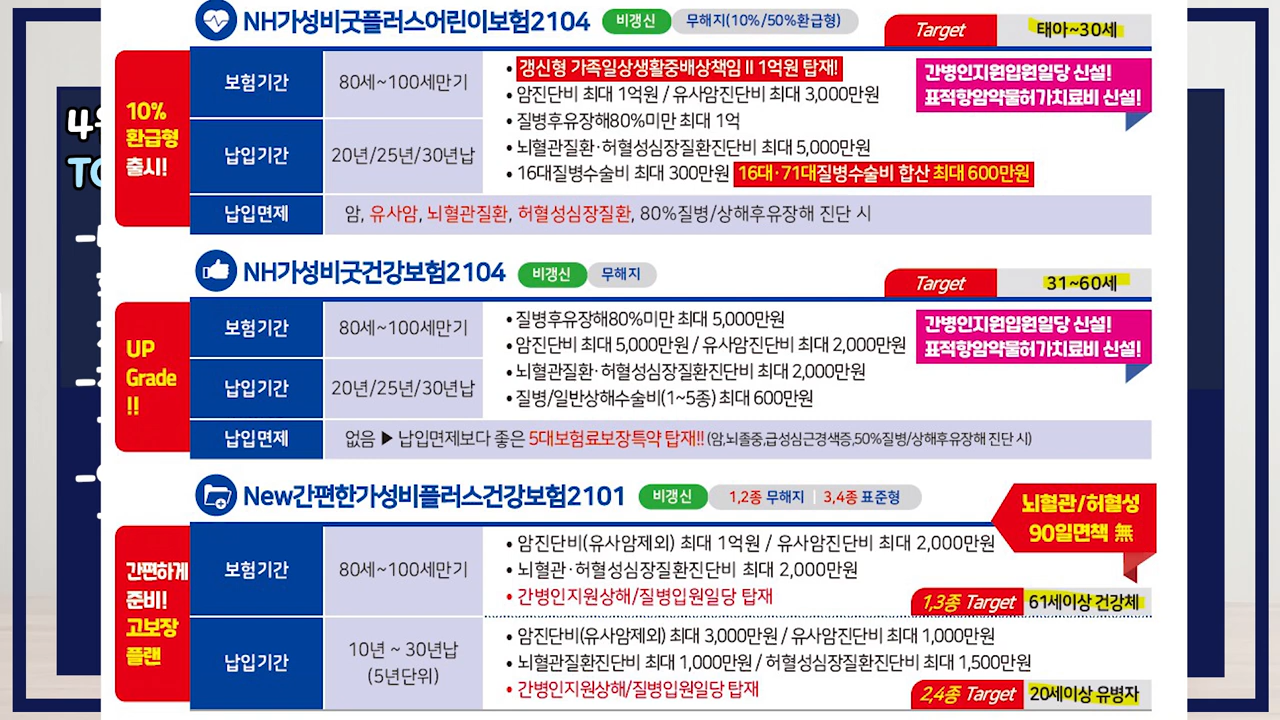 NH가성비굿플러스어린이보험2104 비갱신 무해지(10%/50%환급형)
Target 태아~30세
10%
환급형
출시!
보험기간 80세~100세만기
납입기간 20년/25년/30년납
• 갱신형 가족일상생활중배상책임Ⅱ 1억원 탑재!
• 암진단비 최대 1억원 / 유사암진단비 최대 3,000만원
• 질병후유장해80%미만 최대 1억
• 뇌혈관질환·허혈성심장질환진단비 최대 5,000만원
• 16대질병수술비 최대 300만원 16대·71대질병수술비 합산 최대 600만원
간병인지원입원일당 신설!
표적항암약물허가치료비 신설!
납입면제 암, 유사암, 뇌혈관질환, 허혈성심장질환, 80%질병/상해후유장해 진단 시
NH가성비굿건강보험2104 비갱신 무해지
Target 31~60세
UP
Grade
!!
보험기간 80세~100세만기
납입기간 20년/25년/30년납
• 질병후유장해80%미만 최대 5,000만원
• 암진단비 최대 5,000만원 / 유사암진단비 최대 2,000만원
• 뇌혈관질환·허혈성심장질환진단비 최대 2,000만원
• 질병/일반상해수술비(1~5종) 최대 600만원
간병인지원입원일당 신설!
표적항암약물허가치료비 신설!
납입면제 없음 ▶ 납입면제보다 좋은 5대보험료보장특약 탑재!! (암,뇌졸중,급성심근경색증,50%질병/상해후유장해 진단 시)
New간편한가성비플러스건강보험2101 비갱신 1,2종 무해지 | 3,4종 표준형
뇌혈관/허혈성
90일면책 無
간편하게
준비!
고보장
플랜
보험기간 80세~100세만기
• 암진단비(유사암제외) 최대 1억원 / 유사암진단비 최대 2,000만원
• 뇌혈관·허혈성심장질환진단비 최대 2,000만원
• 간병인지원상해/질병입원일당 탑재
1,3종 Target 61세이상 건강체
납입기간 10년 ~ 30년납
(5년단위)
• 암진단비(유사암제외) 최대 3,000만원 / 유사암진단비 최대 1,000만원
• 뇌혈관질환진단비 최대 1,000만원 / 허혈성심장질환진단비 최대 1,500만원
• 간병인지원상해/질병입원일당 탑재
2,4종 Target 20세이상 유병자